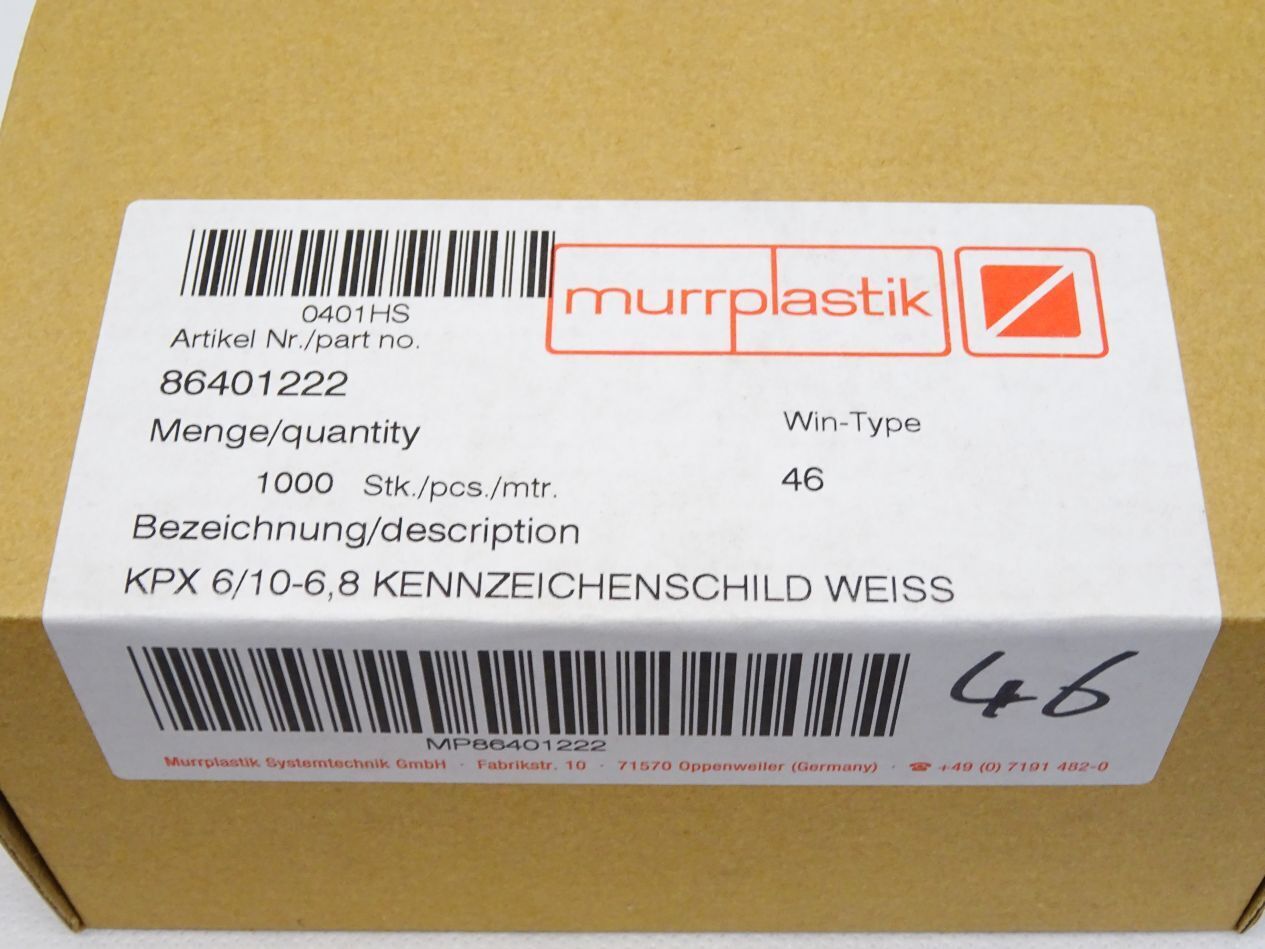 murrplastik
0401HS
Artikel Nr./part no.
86401222
Menge/quantity
Win-Type
1000 Stk./pcs./mtr.
46
Bezeichnung/description
KPX 6/10-6,8 KENNZEICHENSCHILD WEISS
46
MP86401222
Murrplastik Systemtechnik GmbH · Fabrikstr. 10 · 71570 Oppenweiler (Germany) · ☎ +49 (0) 7191 482-0